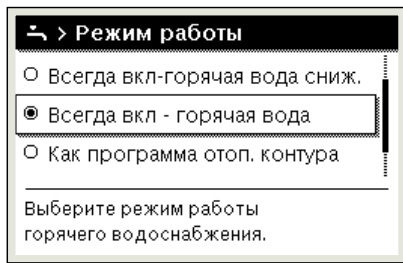 > Режим работы
Всегда вкл-горячая вода сниж.
Всегда вкл - горячая вода
Как программа отоп. контура
Выберите режим работы
горячего водоснабжения.